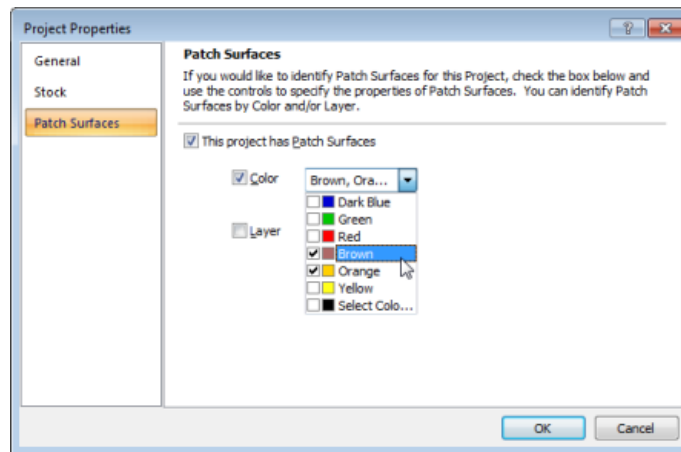 Project Properties
General
Stock
Patch Surfaces
Patch Surfaces
If you would like to identify Patch Surfaces for this Project, check the box below and
use the controls to specify the properties of Patch Surfaces. You can identify Patch
Surfaces by Color and/or Layer.
This project has Patch Surfaces
Color
Brown, Ora...
Dark Blue
Green
Layer
Red
Brown
Orange
Yellow
Select Colo...
OK
Cancel